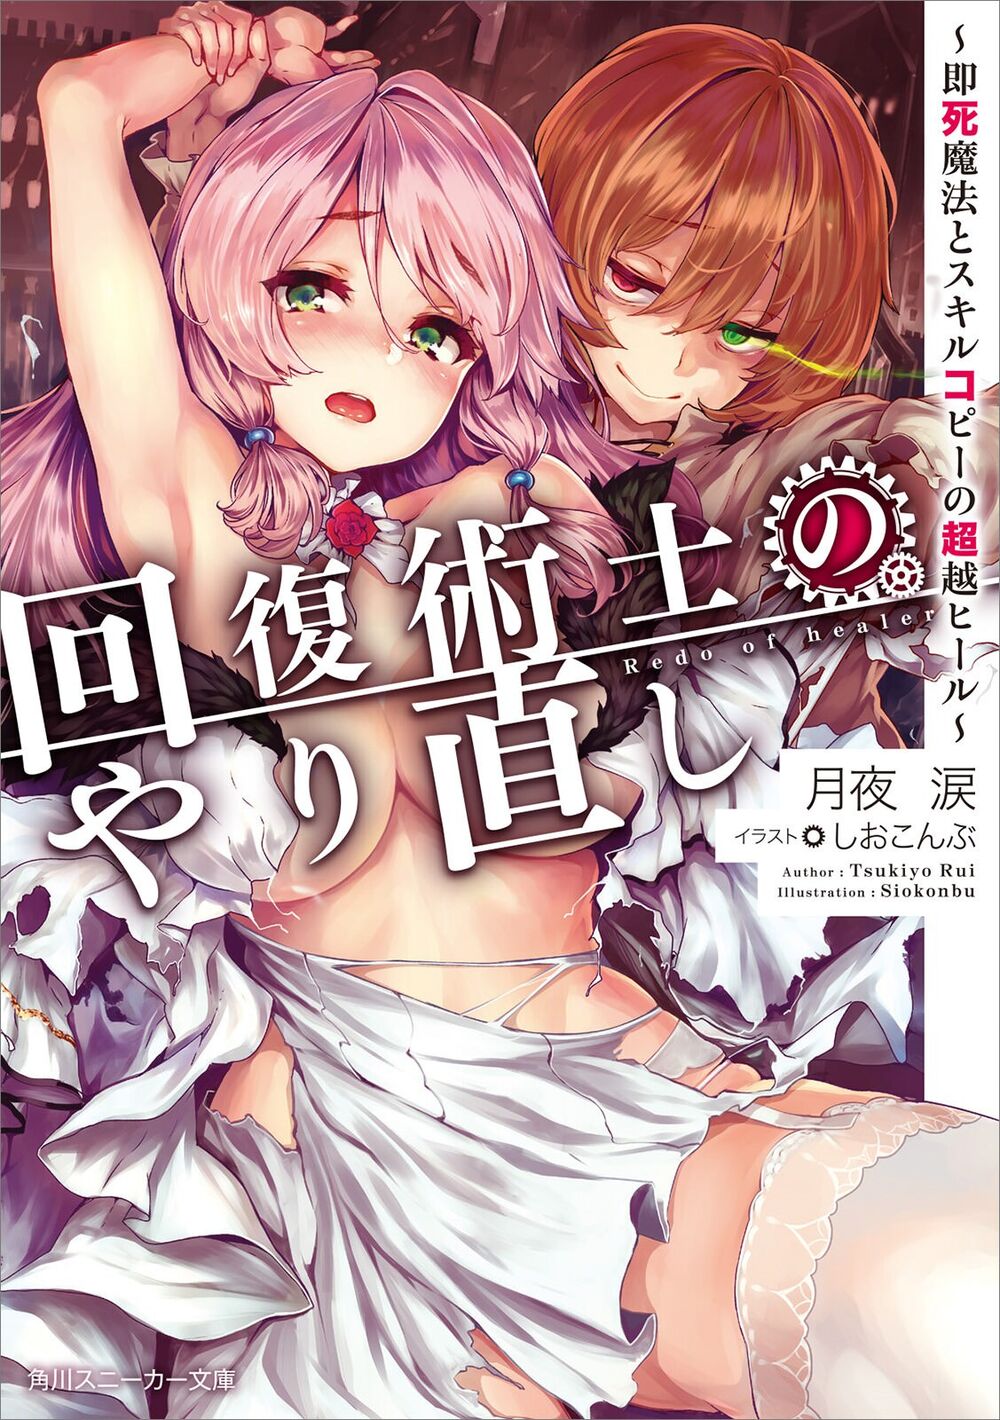 ～即死魔法とスキルコピーの超越ヒール～
回復術士の
Redo of healer
やり直し
月夜 涙
イラスト しおこんぶ
Author : Tsukiyo Rui
Illustration : Siokonbu
角川スニーカー文庫